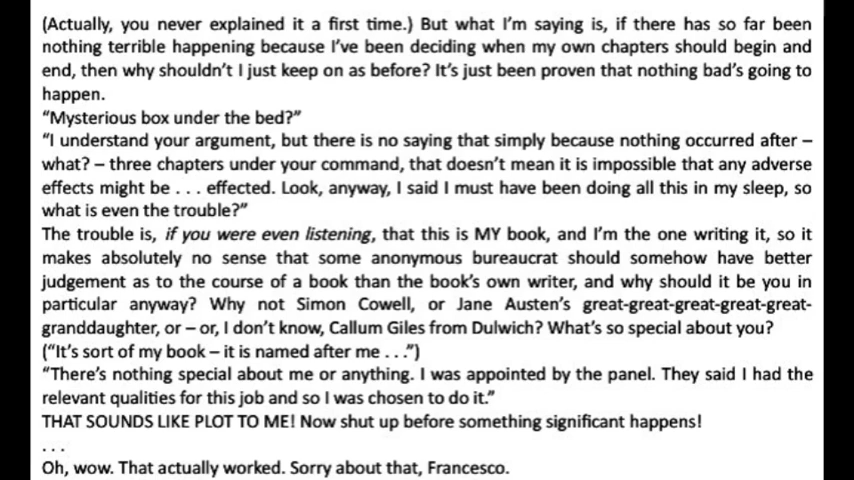 (Actually, you never explained it a first time.) But what I’m saying is, if there has so far been
nothing terrible happening because I’ve been deciding when my own chapters should begin and
end, then why shouldn’t I just keep on as before? It’s just been proven that nothing bad’s going to
happen.
“Mysterious box under the bed?”
“I understand your argument, but there is no saying that simply because nothing occurred after –
what? – three chapters under your command, that doesn’t mean it is impossible that any adverse
effects might be . . . effected. Look, anyway, I said I must have been doing all this in my sleep, so
what is even the trouble?”
The trouble is, if you were even listening, that this is MY book, and I’m the one writing it, so it
makes absolutely no sense that some anonymous bureaucrat should somehow have better
judgement as to the course of a book than the book’s own writer, and why should it be you in
particular anyway? Why not Simon Cowell, or Jane Austen’s great-great-great-great-great-
granddaughter, or – or, I don’t know, Callum Giles from Dulwich? What’s so special about you?
(“It’s sort of my book – it is named after me . . .”)
“There’s nothing special about me or anything. I was appointed by the panel. They said I had the
relevant qualities for this job and so I was chosen to do it.”
THAT SOUNDS LIKE PLOT TO ME! Now shut up before something significant happens!
. . .
Oh, wow. That actually worked. Sorry about that, Francesco.